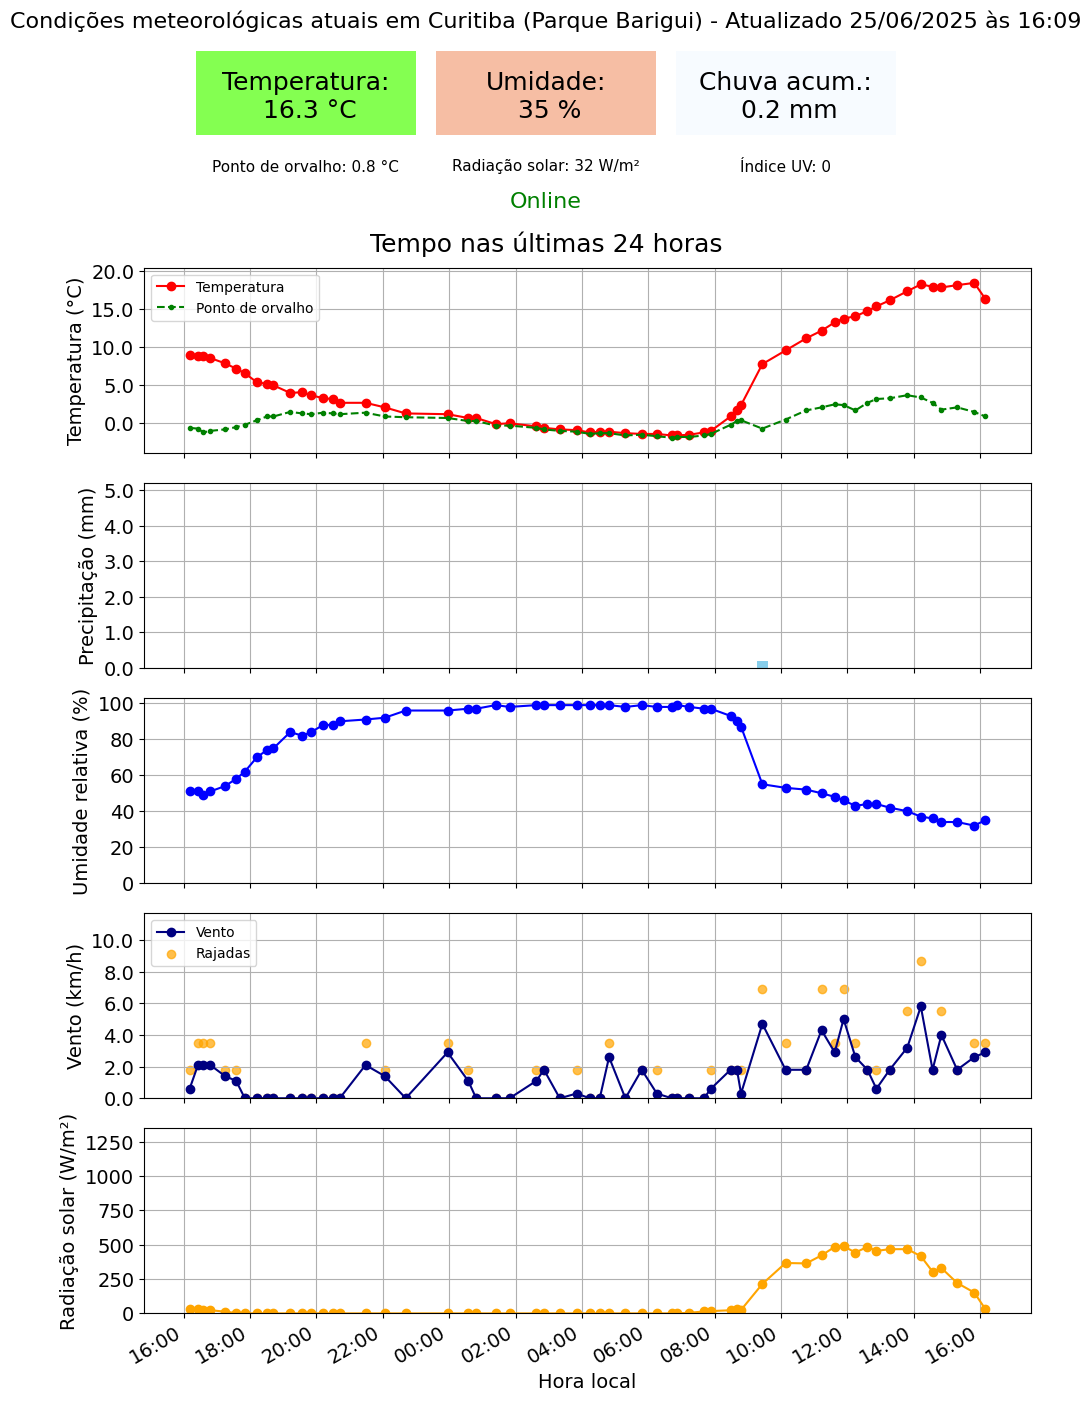 Condições meteorológicas atuais em Curitiba (Parque Barigui) - Atualizado 25/06/2025 às 16:09
Temperatura:
16.3 °C
Umidade:
35 %
Chuva acum.:
0.2 mm
Ponto de orvalho: 0.8 °C
Radiação solar: 32 W/m²
Índice UV: 0
Online
Tempo nas últimas 24 horas
Temperatura (°C)
20.0
15.0
10.0
5.0
0.0
Temperatura
Ponto de orvalho
Precipitação (mm)
5.0
4.0
3.0
2.0
1.0
0.0
Umidade relativa (%)
100
80
60
40
20
0
Vento (km/h)
10.0
8.0
6.0
4.0
2.0
0.0
Vento
Rajadas
Radiação solar (W/m²)
1250
1000
750
500
250
0
16:00
18:00
20:00
22:00
00:00
02:00
04:00
06:00
08:00
10:00
12:00
14:00
16:00
Hora local